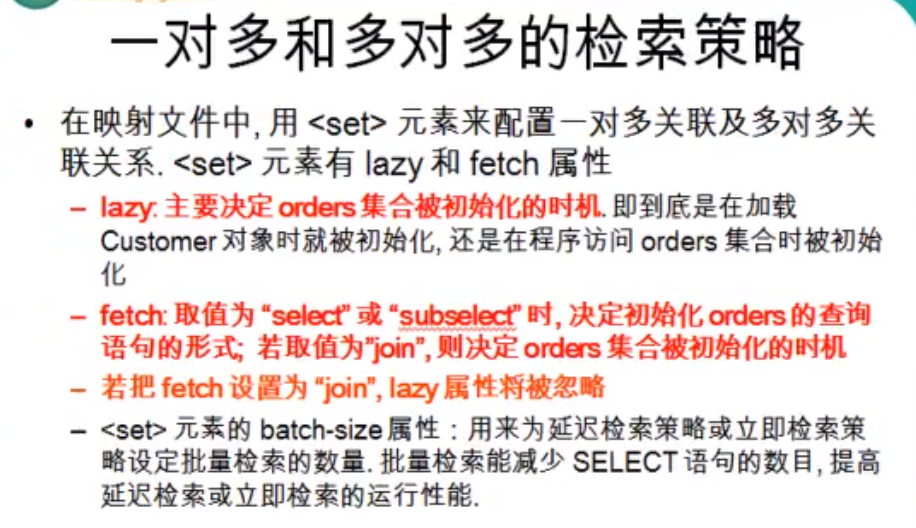 一对多和多对多的检索策略
• 在映射文件中, 用 <set> 元素来配置一对多关联及多对多关
联关系. <set> 元素有 lazy 和 fetch 属性
– lazy: 主要决定 orders 集合被初始化的时机. 即到底是在加载
Customer 对象时就被初始化, 还是在程序访问 orders 集合时被初始
化
– fetch: 取值为 “select” 或 “subselect” 时, 决定初始化 orders 的查询
语句的形式; 若取值为”join”, 则决定 orders 集合被初始化的时机
– 若把 fetch 设置为 “join”, lazy 属性将被忽略
– <set> 元素的 batch-size 属性：用来为延迟检索策略或立即检索策
略设定批量检索的数量. 批量检索能减少 SELECT 语句的数目, 提高
延迟检索或立即检索的运行性能.